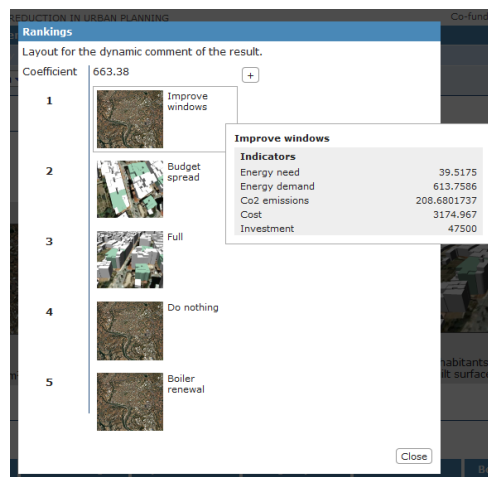 REDUCTION IN URBAN PLANNING
Co-fund
Rankings
Layout for the dynamic comment of the result.
Coefficient 663.38 +
1 Improve
windows
Improve windows
Indicators
Energy need 39.5175
Energy demand 613.7586
Co2 emissions 208.6801737
Cost 3174.967
Investment 47500
2 Budget
spread
3 Full
4 Do nothing
5 Boiler
renewal
habitants
ilt surface
Close